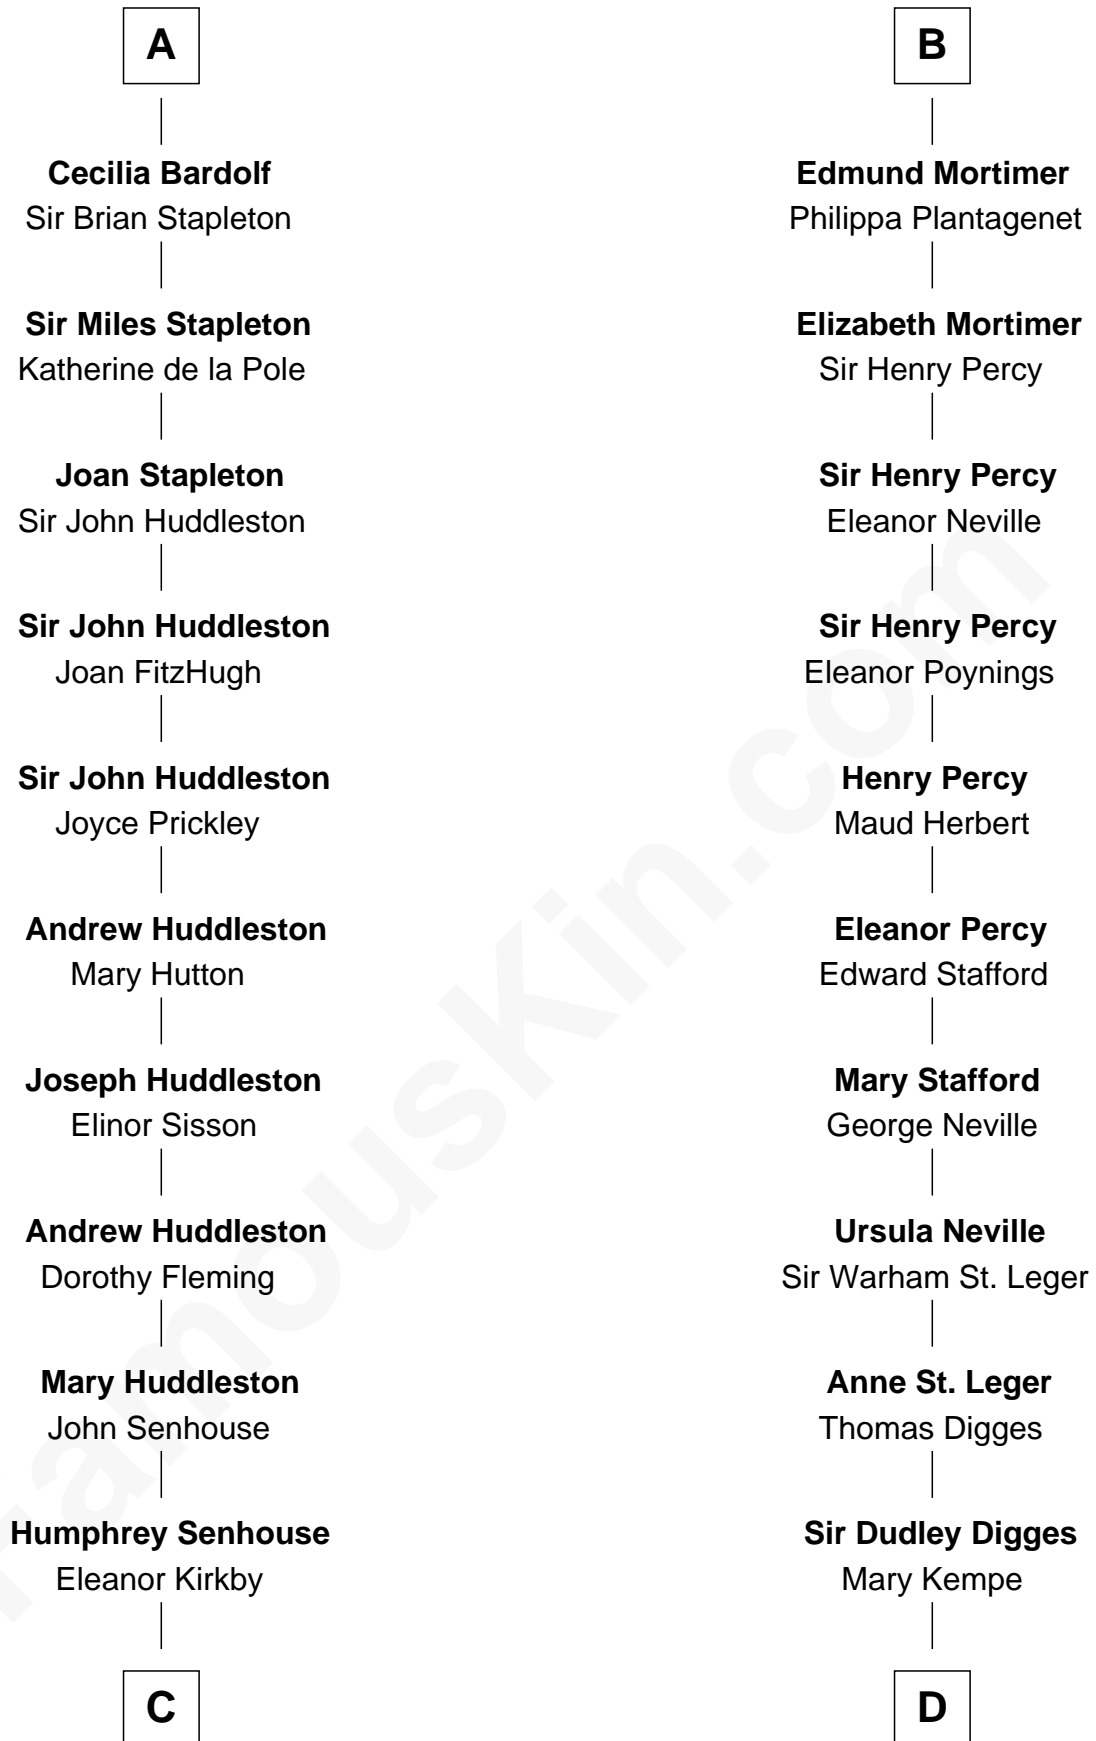 A
Cecilia Bardolf
Sir Brian Stapleton
Sir Miles Stapleton
Katherine de la Pole
Joan Stapleton
Sir John Huddleston
Sir John Huddleston
Joan FitzHugh
Sir John Huddleston
Joyce Prickley
Andrew Huddleston
Mary Hutton
Joseph Huddleston
Elinor Sisson
Andrew Huddleston
Dorothy Fleming
Mary Huddleston
John Senhouse
Humphrey Senhouse
Eleanor Kirkby
C
B
Edmund Mortimer
Philippa Plantagenet
Elizabeth Mortimer
Sir Henry Percy
Sir Henry Percy
Eleanor Neville
Sir Henry Percy
Eleanor Poynings
Henry Percy
Maud Herbert
Eleanor Percy
Edward Stafford
Mary Stafford
George Neville
Ursula Neville
Sir Warham St. Leger
Anne St. Leger
Thomas Digges
Sir Dudley Digges
Mary Kempe
D
FamousKin.com